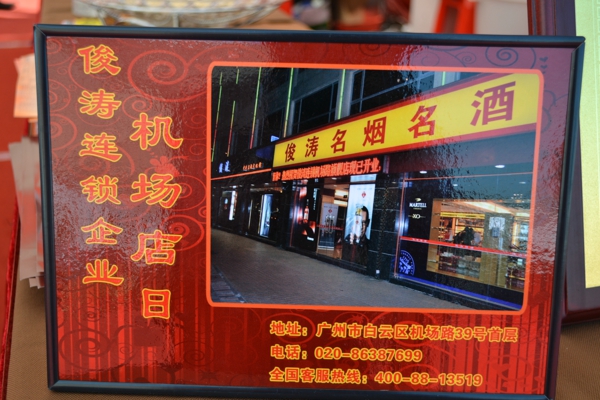 俊涛连锁企业
机场店日
俊涛名烟名酒
MARTELL
地址：广州市白云区机场路39号首层
电话：020-86387699
全国客服热线：400-88-13519